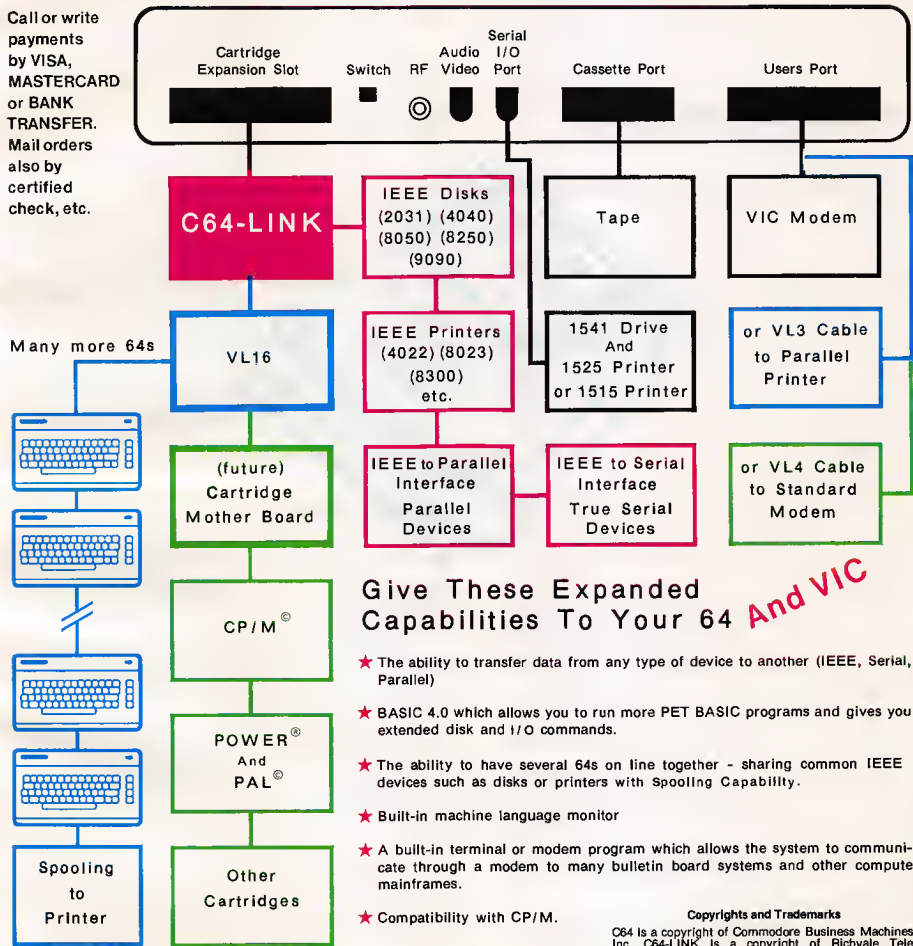 Call or write
payments
by VISA,
MASTERCARD
or BANK
TRANSFER.
Mail orders
also by
certified
check, etc.
Cartridge
Expansion Slot
Switch
RF
Audio
Video
Serial
I/O
Port
Cassette Port
Users Port
C64-LINK
IEEE Disks
(2031) (4040)
(8050) (8250)
(9090)
Tape
VIC Modem
Many more 64s
VL16
IEEE Printers
(4022) (8023)
(8300)
etc.
1541 Drive
And
1525 Printer
or 1515 Printer
or VL3 Cable
to Parallel
Printer
(future)
Cartridge
Mother Board
IEEE to Parallel
Interface
Parallel
Devices
IEEE to Serial
Interface
True Serial
Devices
or VL4 Cable
to Standard
Modem
CP/M©
POWER®
And
PAL©
Other
Cartridges
Spooling
to
Printer
Give These Expanded
Capabilities To Your 64 And VIC
★ The ability to transfer data from any type of device to another (IEEE, Serial,
Parallel)
★ BASIC 4.0 which allows you to run more PET BASIC programs and gives you
extended disk and I/O commands.
★ The ability to have several 64s on line together - sharing common IEEE
devices such as disks or printers with Spooling Capability.
★ Built-in machine language monitor
★ A built-in terminal or modem program which allows the system to communi-
cate through a modem to many bulletin board systems and other compute
mainframes.
★ Compatibility with CP/M.
Copyrights and Trademarks
C64 is a copyright of Commodore Business Machines
Inc. C64-LINK is a copyright of Richvale Tele